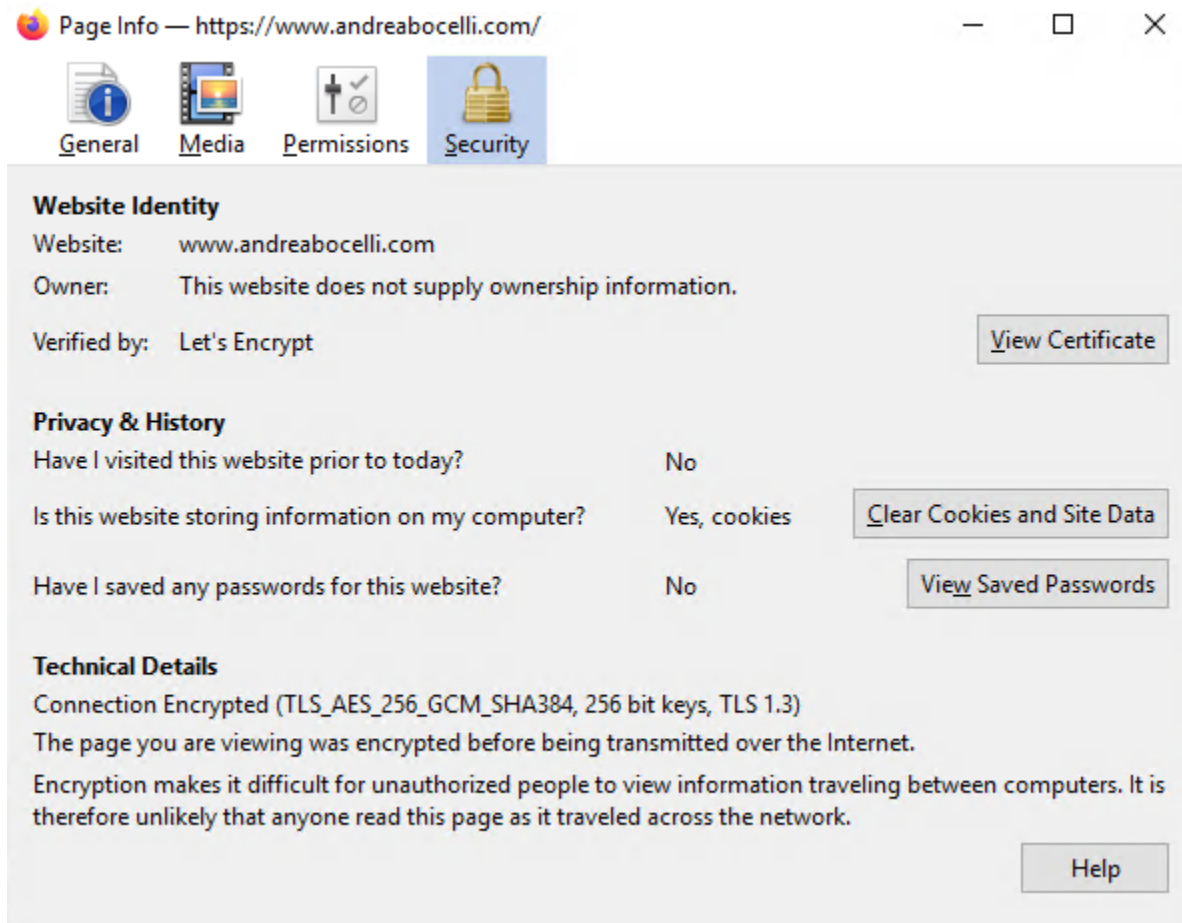 Page Info — https://www.andreabocelli.com/
General Media Permissions Security
Website Identity
Website: www.andreabocelli.com
Owner: This website does not supply ownership information.
Verified by: Let's Encrypt View Certificate
Privacy & History
Have I visited this website prior to today? No
Is this website storing information on my computer? Yes, cookies Clear Cookies and Site Data
Have I saved any passwords for this website? No View Saved Passwords
Technical Details
Connection Encrypted (TLS_AES_256_GCM_SHA384, 256 bit keys, TLS 1.3)
The page you are viewing was encrypted before being transmitted over the Internet.
Encryption makes it difficult for unauthorized people to view information traveling between computers. It is
therefore unlikely that anyone read this page as it traveled across the network.
Help